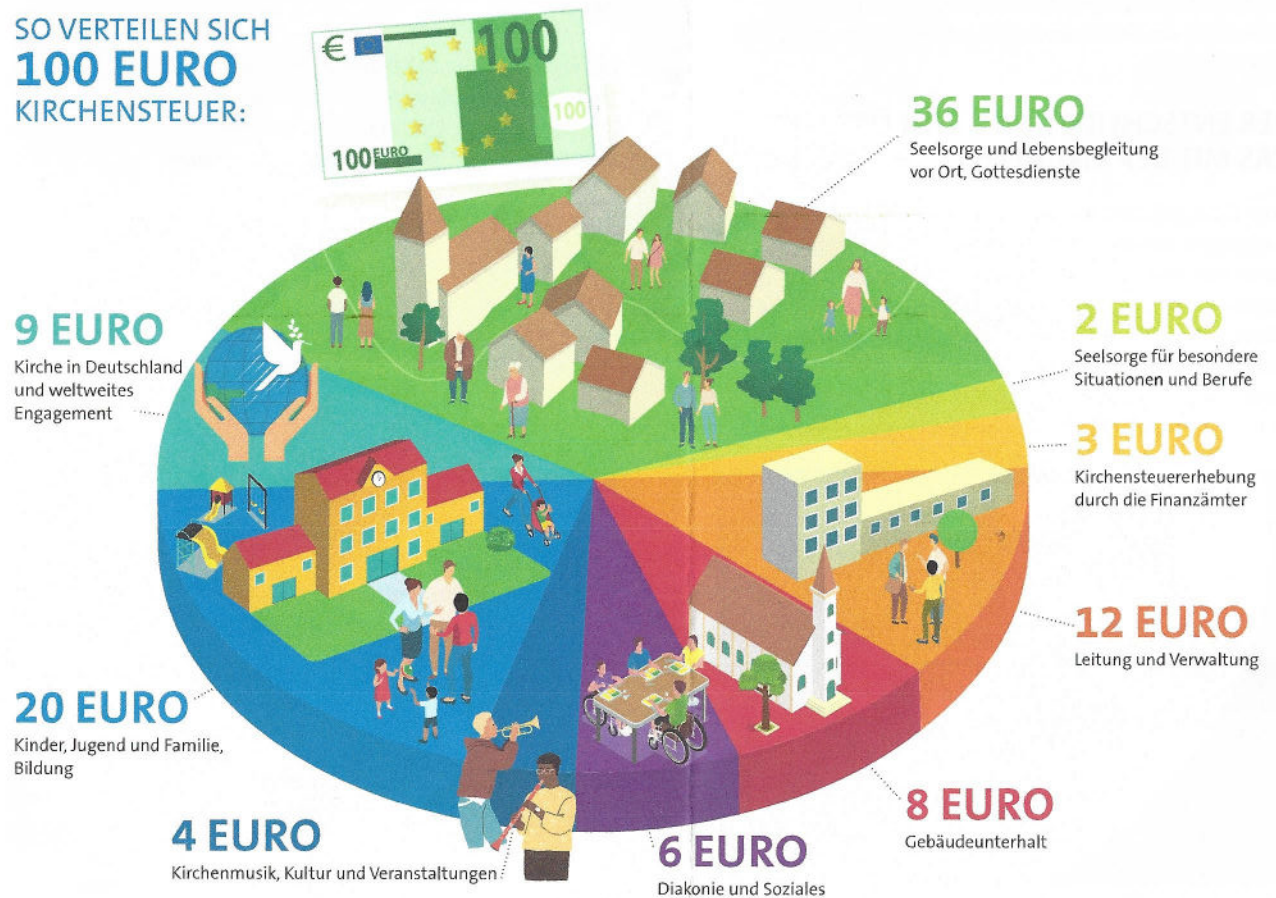 SO VERTEILEN SICH
100 EURO
KIRCHENSTEUER:
€
100
100
100 EURO
36 EURO
Seelsorge und Lebensbegleitung
vor Ort, Gottesdienste
2 EURO
Seelsorge für besondere
Situationen und Berufe
3 EURO
Kirchensteuererhebung
durch die Finanzämter
12 EURO
Leitung und Verwaltung
8 EURO
Gebäudeunterhalt
6 EURO
Diakonie und Soziales
4 EURO
Kirchenmusik, Kultur und Veranstaltungen
20 EURO
Kinder, Jugend und Familie,
Bildung
9 EURO
Kirche in Deutschland
und weltweites
Engagement